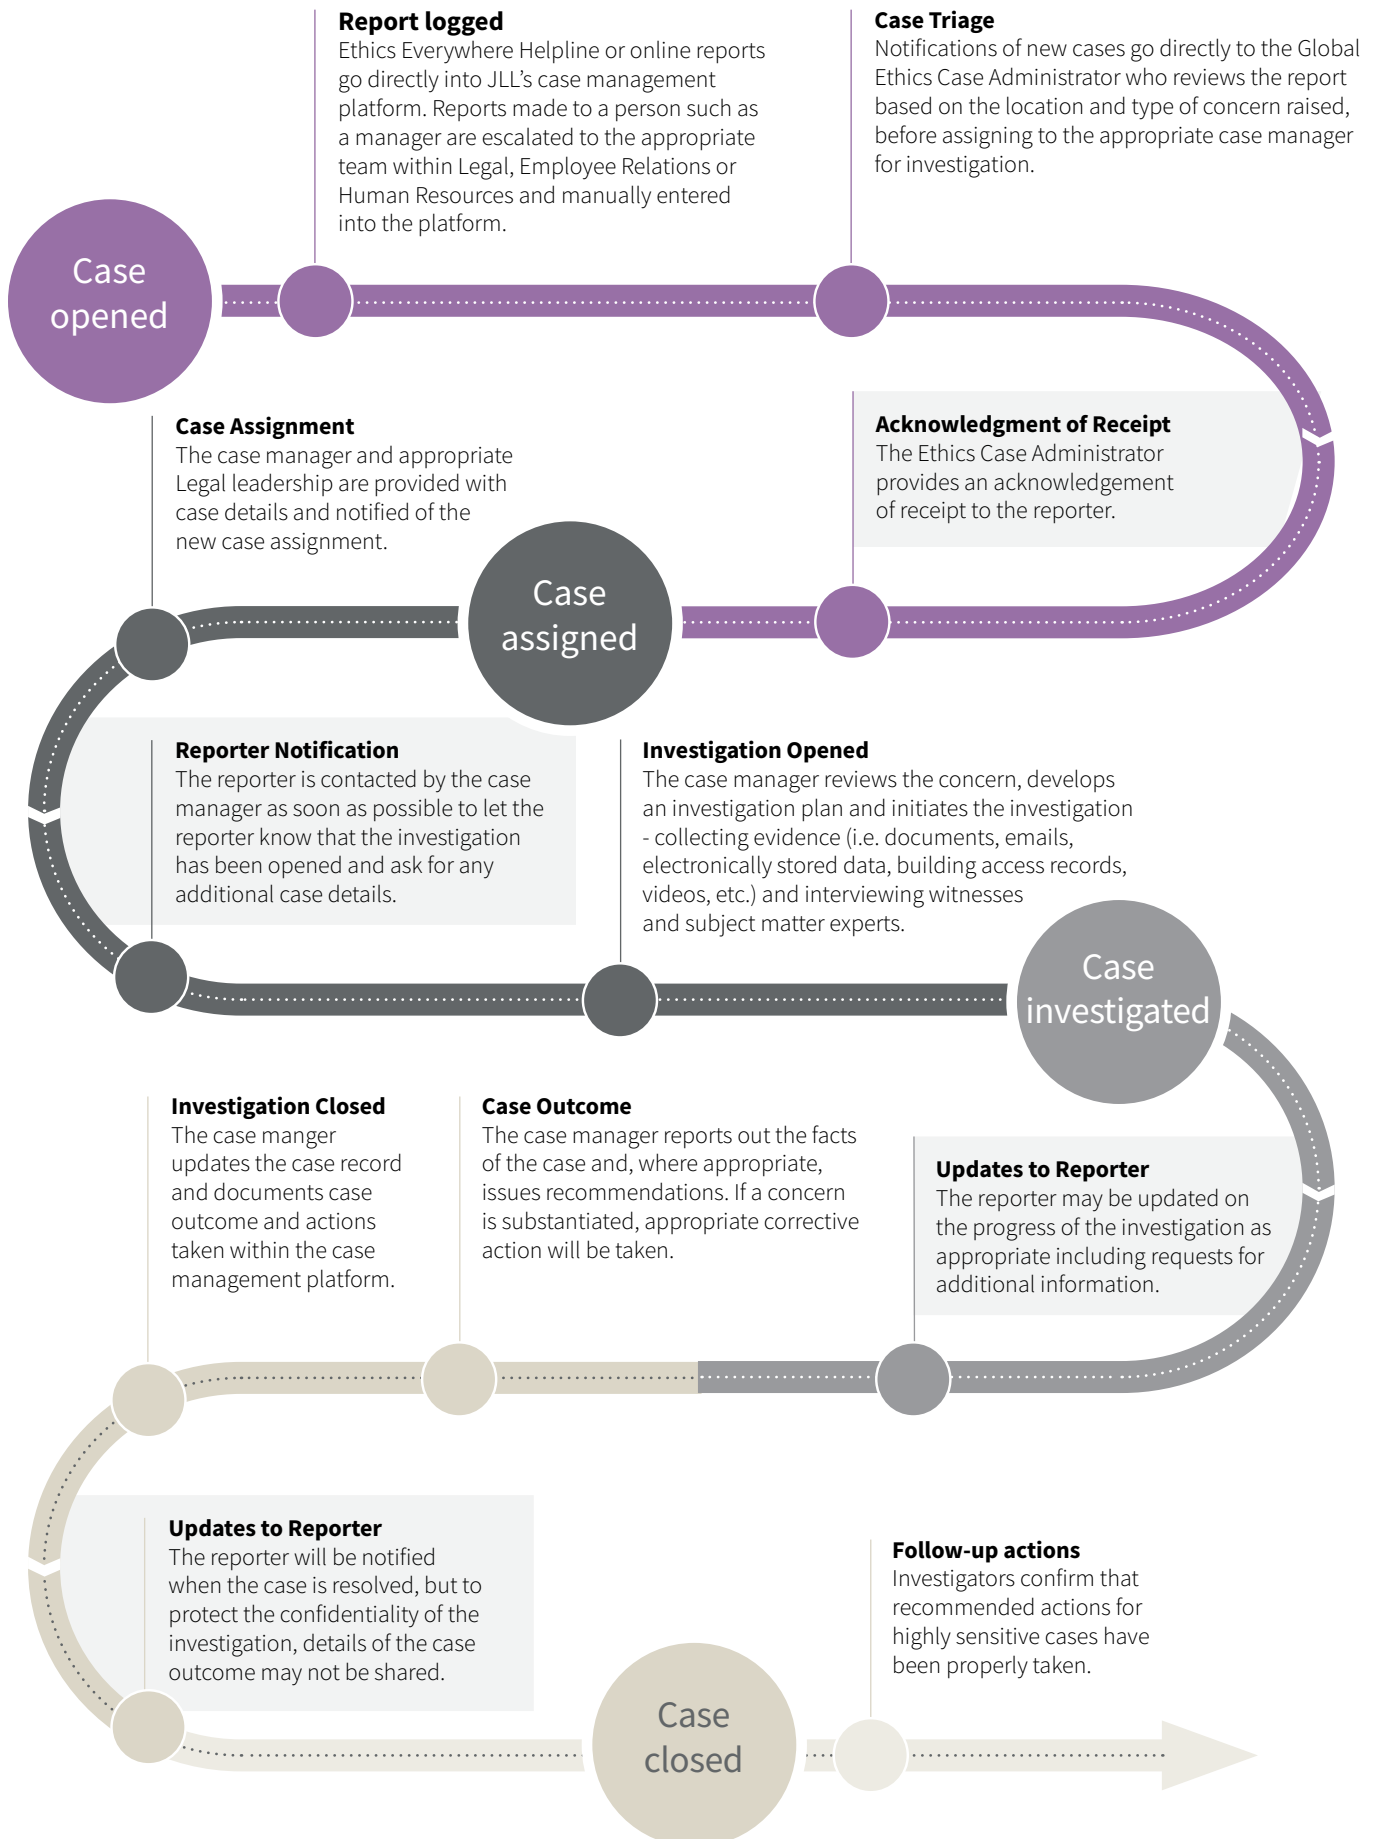 Report logged
Ethics Everywhere Helpline or online reports
go directly into JLL’s case management
platform. Reports made to a person such as
a manager are escalated to the appropriate
team within Legal, Employee Relations or
Human Resources and manually entered
into the platform.
Case Triage
Notifications of new cases go directly to the Global
Ethics Case Administrator who reviews the report
based on the location and type of concern raised,
before assigning to the appropriate case manager
for investigation.
Case
opened
Acknowledgment of Receipt
The Ethics Case Administrator
provides an acknowledgement
of receipt to the reporter.
Case
assigned
Case Assignment
The case manager and appropriate
Legal leadership are provided with
case details and notified of the
new case assignment.
Reporter Notification
The reporter is contacted by the case
manager as soon as possible to let the
reporter know that the investigation
has been opened and ask for any
additional case details.
Investigation Opened
The case manager reviews the concern, develops
an investigation plan and initiates the investigation
- collecting evidence (i.e. documents, emails,
electronically stored data, building access records,
videos, etc.) and interviewing witnesses
and subject matter experts.
Case
investigated
Updates to Reporter
The reporter may be updated on
the progress of the investigation as
appropriate including requests for
additional information.
Case Outcome
The case manager reports out the facts
of the case and, where appropriate,
issues recommendations. If a concern
is substantiated, appropriate corrective
action will be taken.
Investigation Closed
The case manger
updates the case record
and documents case
outcome and actions
taken within the case
management platform.
Updates to Reporter
The reporter will be notified
when the case is resolved, but to
protect the confidentiality of the
investigation, details of the case
outcome may not be shared.
Case
closed
Follow-up actions
Investigators confirm that
recommended actions for
highly sensitive cases have
been properly taken.